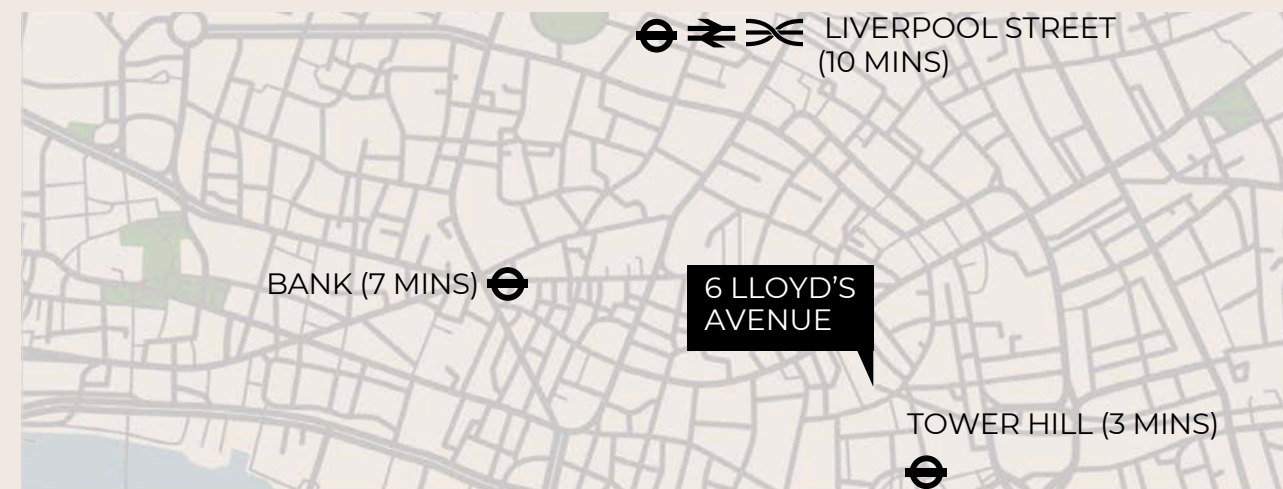 LIVERPOOL STREET
(10 MINS)
BANK (7 MINS)
6 LLOYD’S
AVENUE
TOWER HILL (3 MINS)